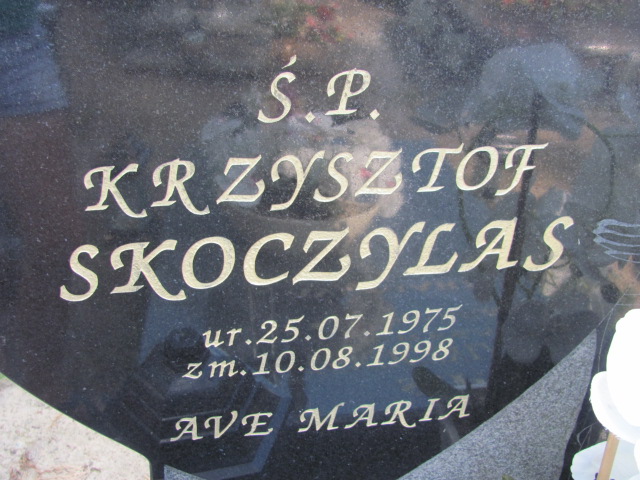 Ś.P.
KRZYSZTOF
SKOCZYLAS
ur.25.07.1975
zm.10.08.1998
AVE MARIA